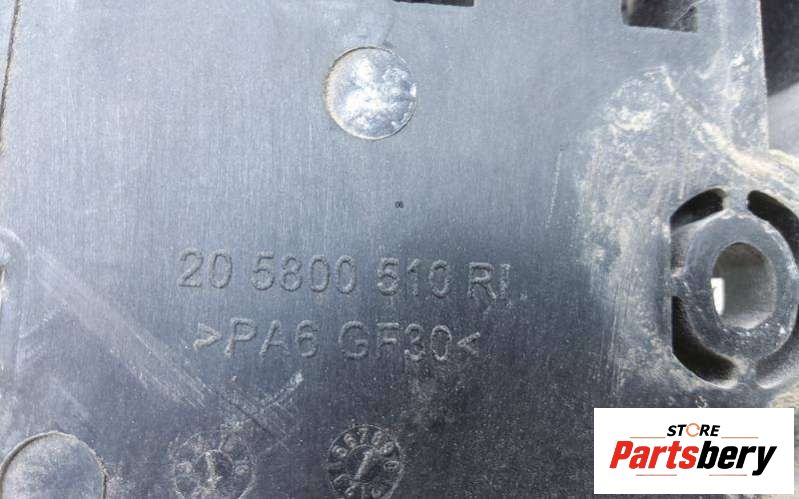 20 5800 510 RI
>PA6 GF30<
STORE
Partsbery